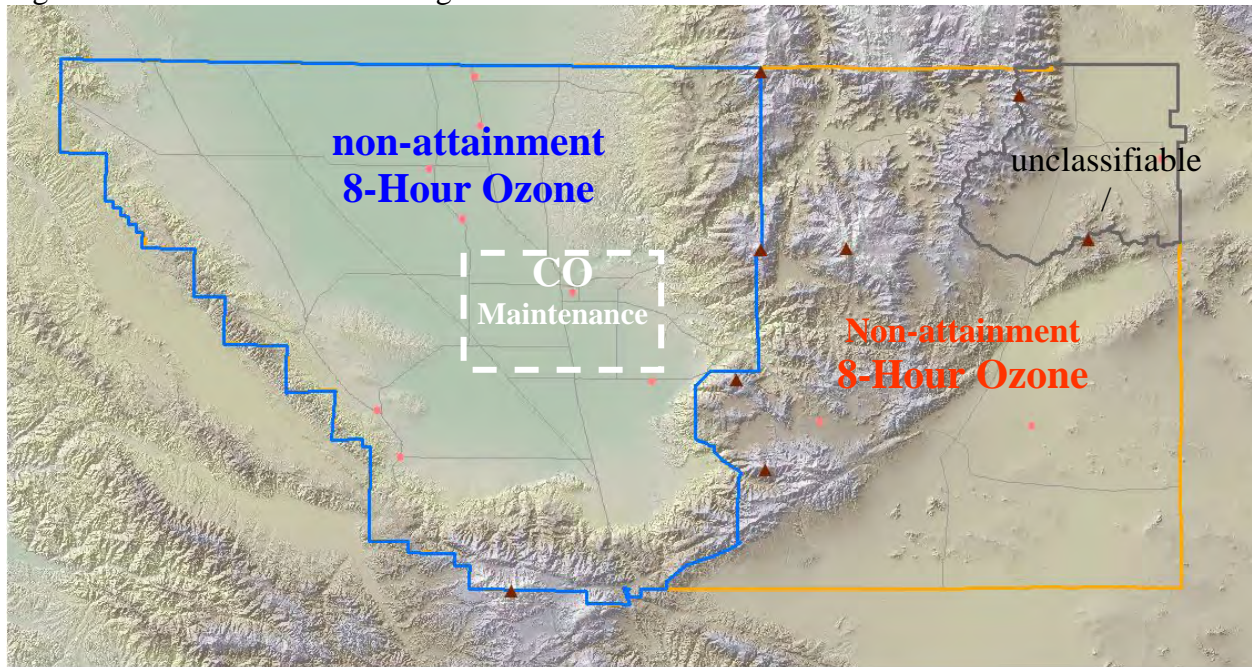 non-attainment
8-Hour Ozone
unclassifiable
/
CO
Maintenance
Non-attainment
8-Hour Ozone